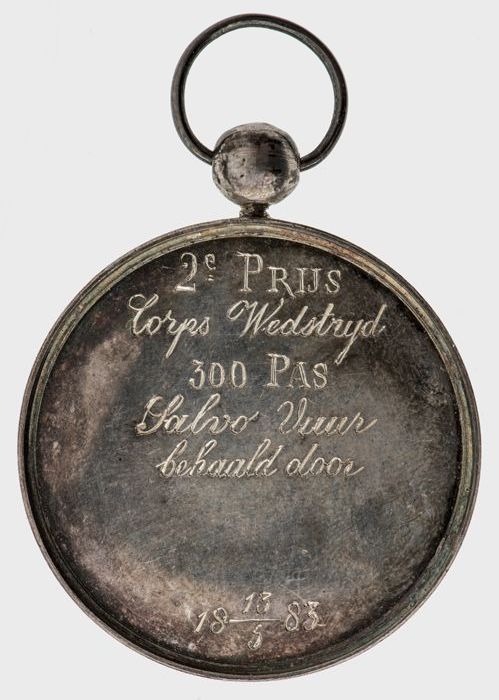 2e PRIJS
Corps Wedstryd
300 PAS
Salvo Vuur
behaald door
18 13/5 83